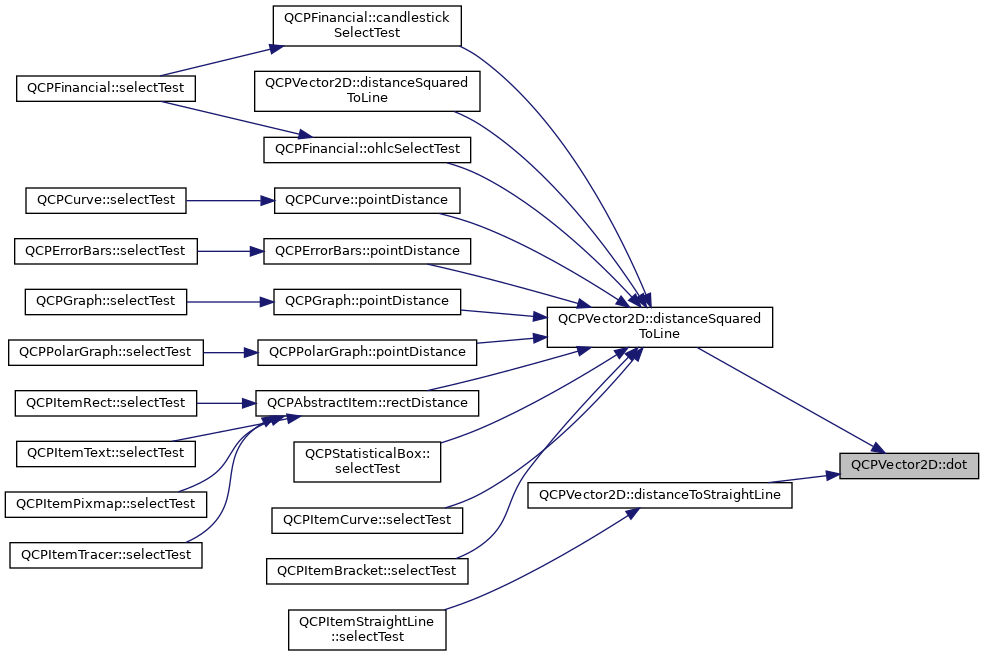 QCPFinancial::candlestick
SelectTest
QCPFinancial::selectTest
QCPVector2D::distanceSquared
ToLine
QCPFinancial::ohlcSelectTest
QCPCurve::selectTest
QCPCurve::pointDistance
QCPErrorBars::selectTest
QCPErrorBars::pointDistance
QCPGraph::selectTest
QCPGraph::pointDistance
QCPVector2D::distanceSquared
ToLine
QCPPolarGraph::selectTest
QCPPolarGraph::pointDistance
QCPItemRect::selectTest
QCPAbstractItem::rectDistance
QCPItemText::selectTest
QCPStatisticalBox::
selectTest
QCPVector2D::dot
QCPItemPixmap::selectTest
QCPVector2D::distanceToStraightLine
QCPItemCurve::selectTest
QCPItemTracer::selectTest
QCPItemBracket::selectTest
QCPItemStraightLine
::selectTest